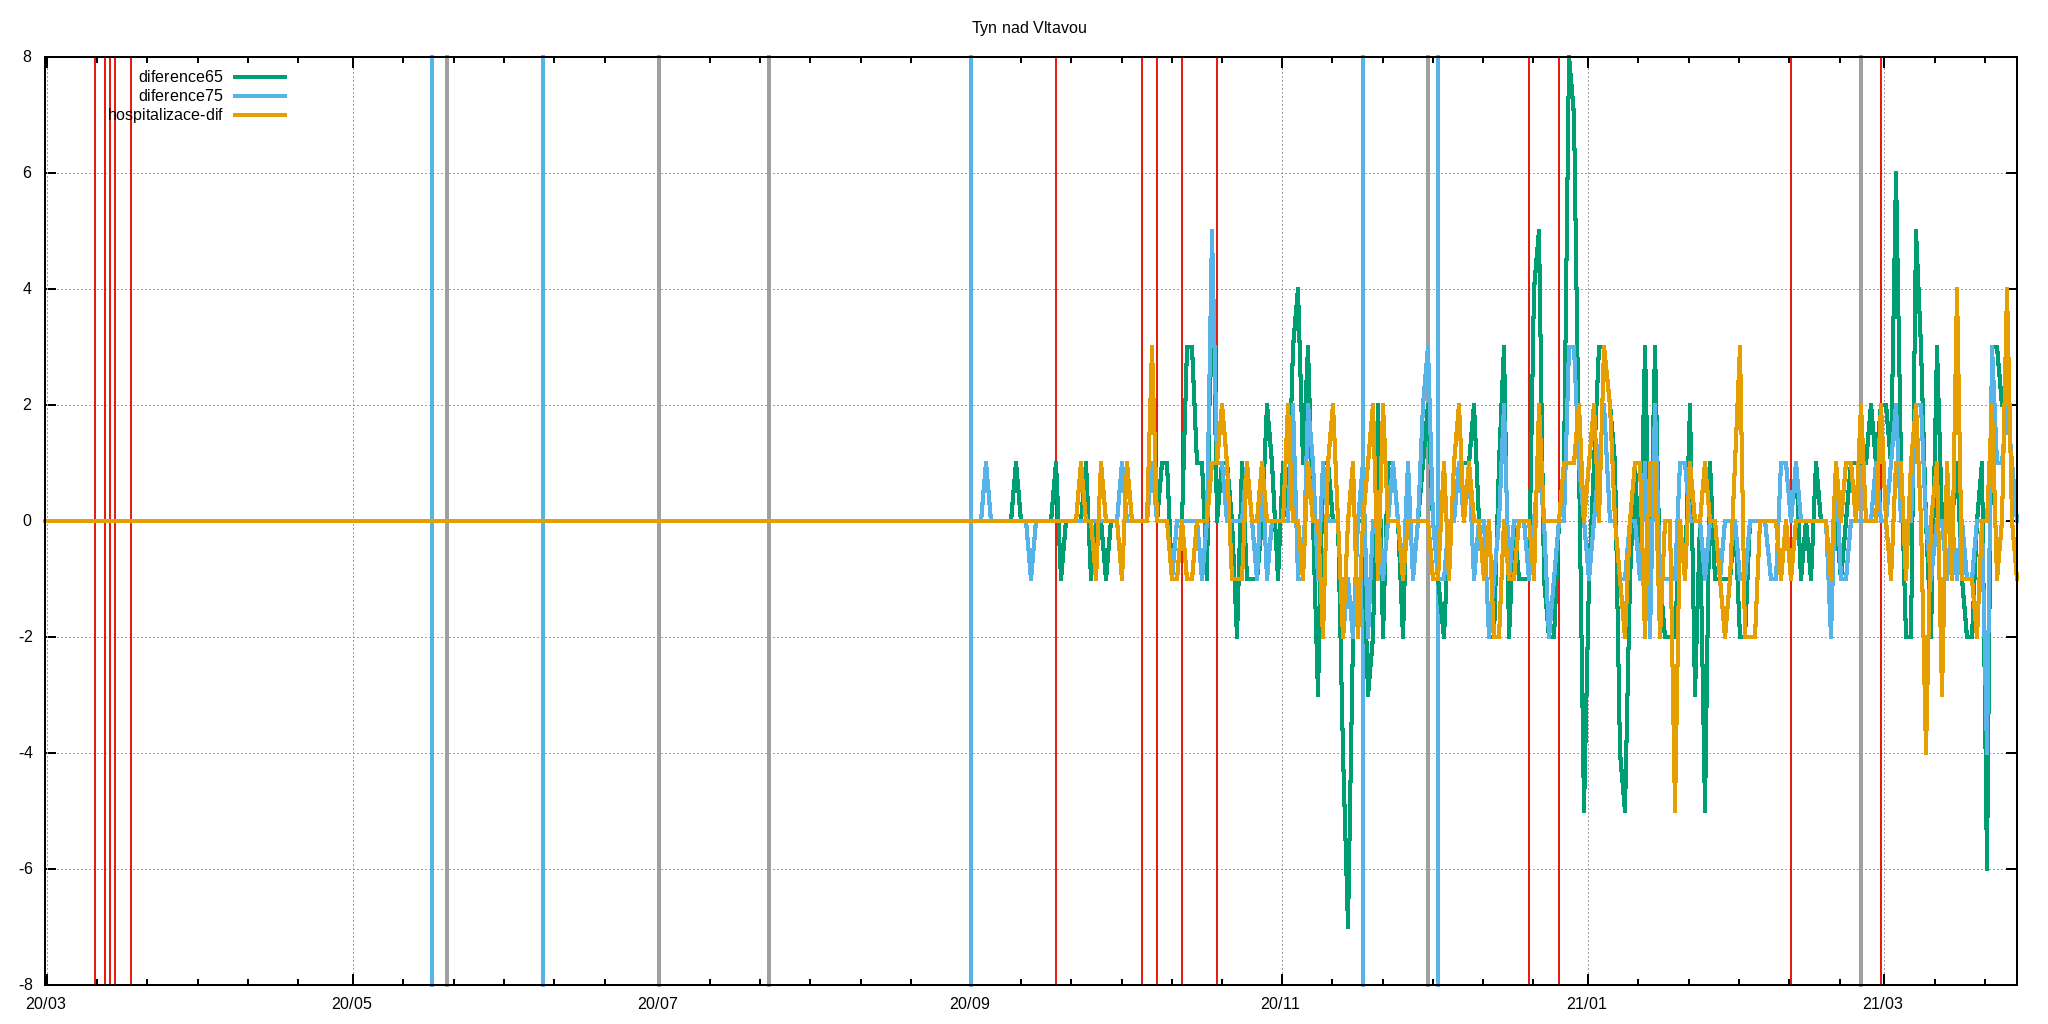 Tyn nad Vltavou
diference65
diference75
hospitalizace-dif
8
6
4
2
0
-2
-4
-6
-8
20/03 20/05 20/07 20/09 20/11 21/01 21/03